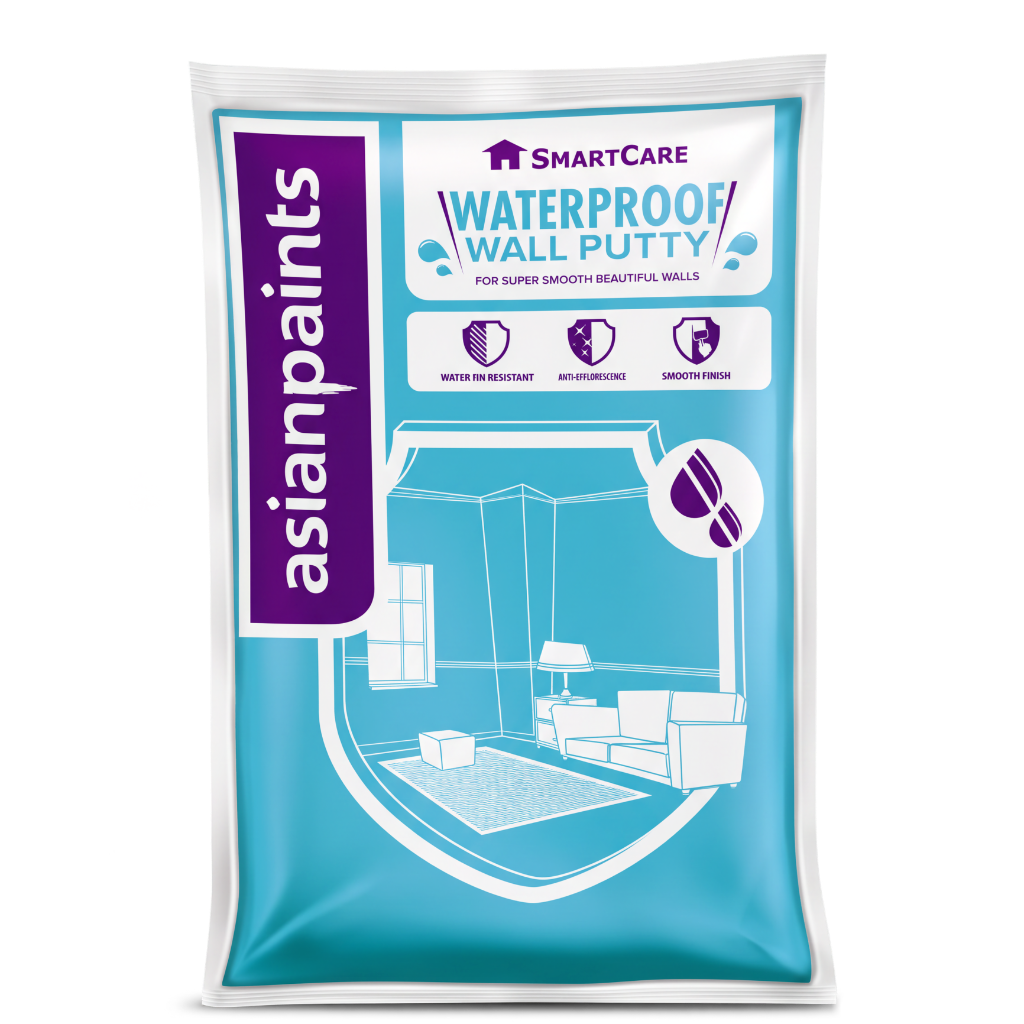 asianpaints
SMARTCARE
WATERPROOF
WALL PUTTY
FOR SUPER SMOOTH BEAUTIFUL WALLS
WATER FIN RESISTANT
ANTI-EFFLORESCENCE
SMOOTH FINISH